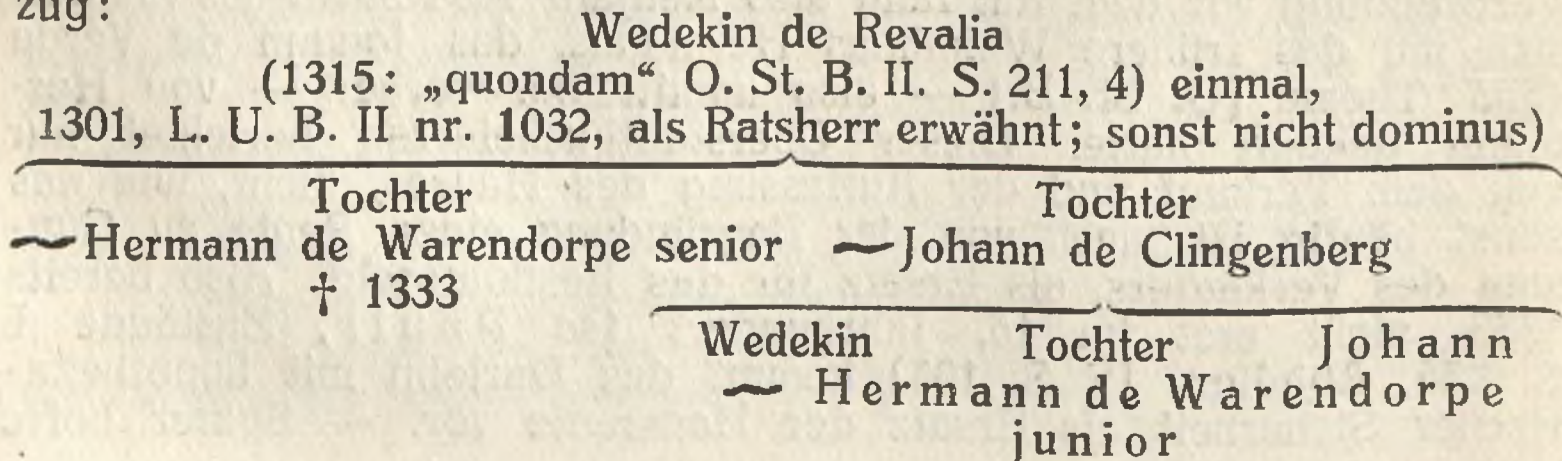 zug:
Wedekin de Revalia
(1315: „quondam“ O. St. B. II. S. 211, 4) einmal,
1301, L. U. B. II nr. 1032, als Ratsherr erwähnt; sonst nicht dominus)
Tochter Tochter
~Hermann de Warendorpe senior ~Johann de Clingenberg
† 1333
Wedekin Tochter Johann
~ Hermann de Warendorpe
junior